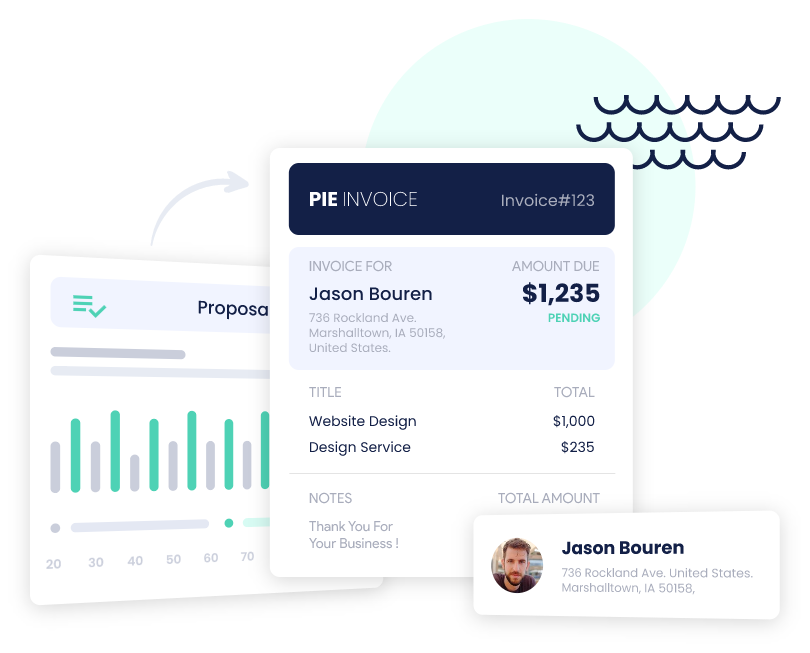 PIE INVOICE
Invoice#123
INVOICE FOR
AMOUNT DUE
Jason Bouren
$1,235
736 Rockland Ave.
PENDING
Marshalltown, IA 50158,
United States.
TITLE
TOTAL
Website Design
$1,000
Design Service
$235
NOTES
TOTAL AMOUNT
Thank You For
Your Business !
Proposa
20 30 40 50 60 70
Jason Bouren
736 Rockland Ave. United States.
Marshalltown, IA 50158,